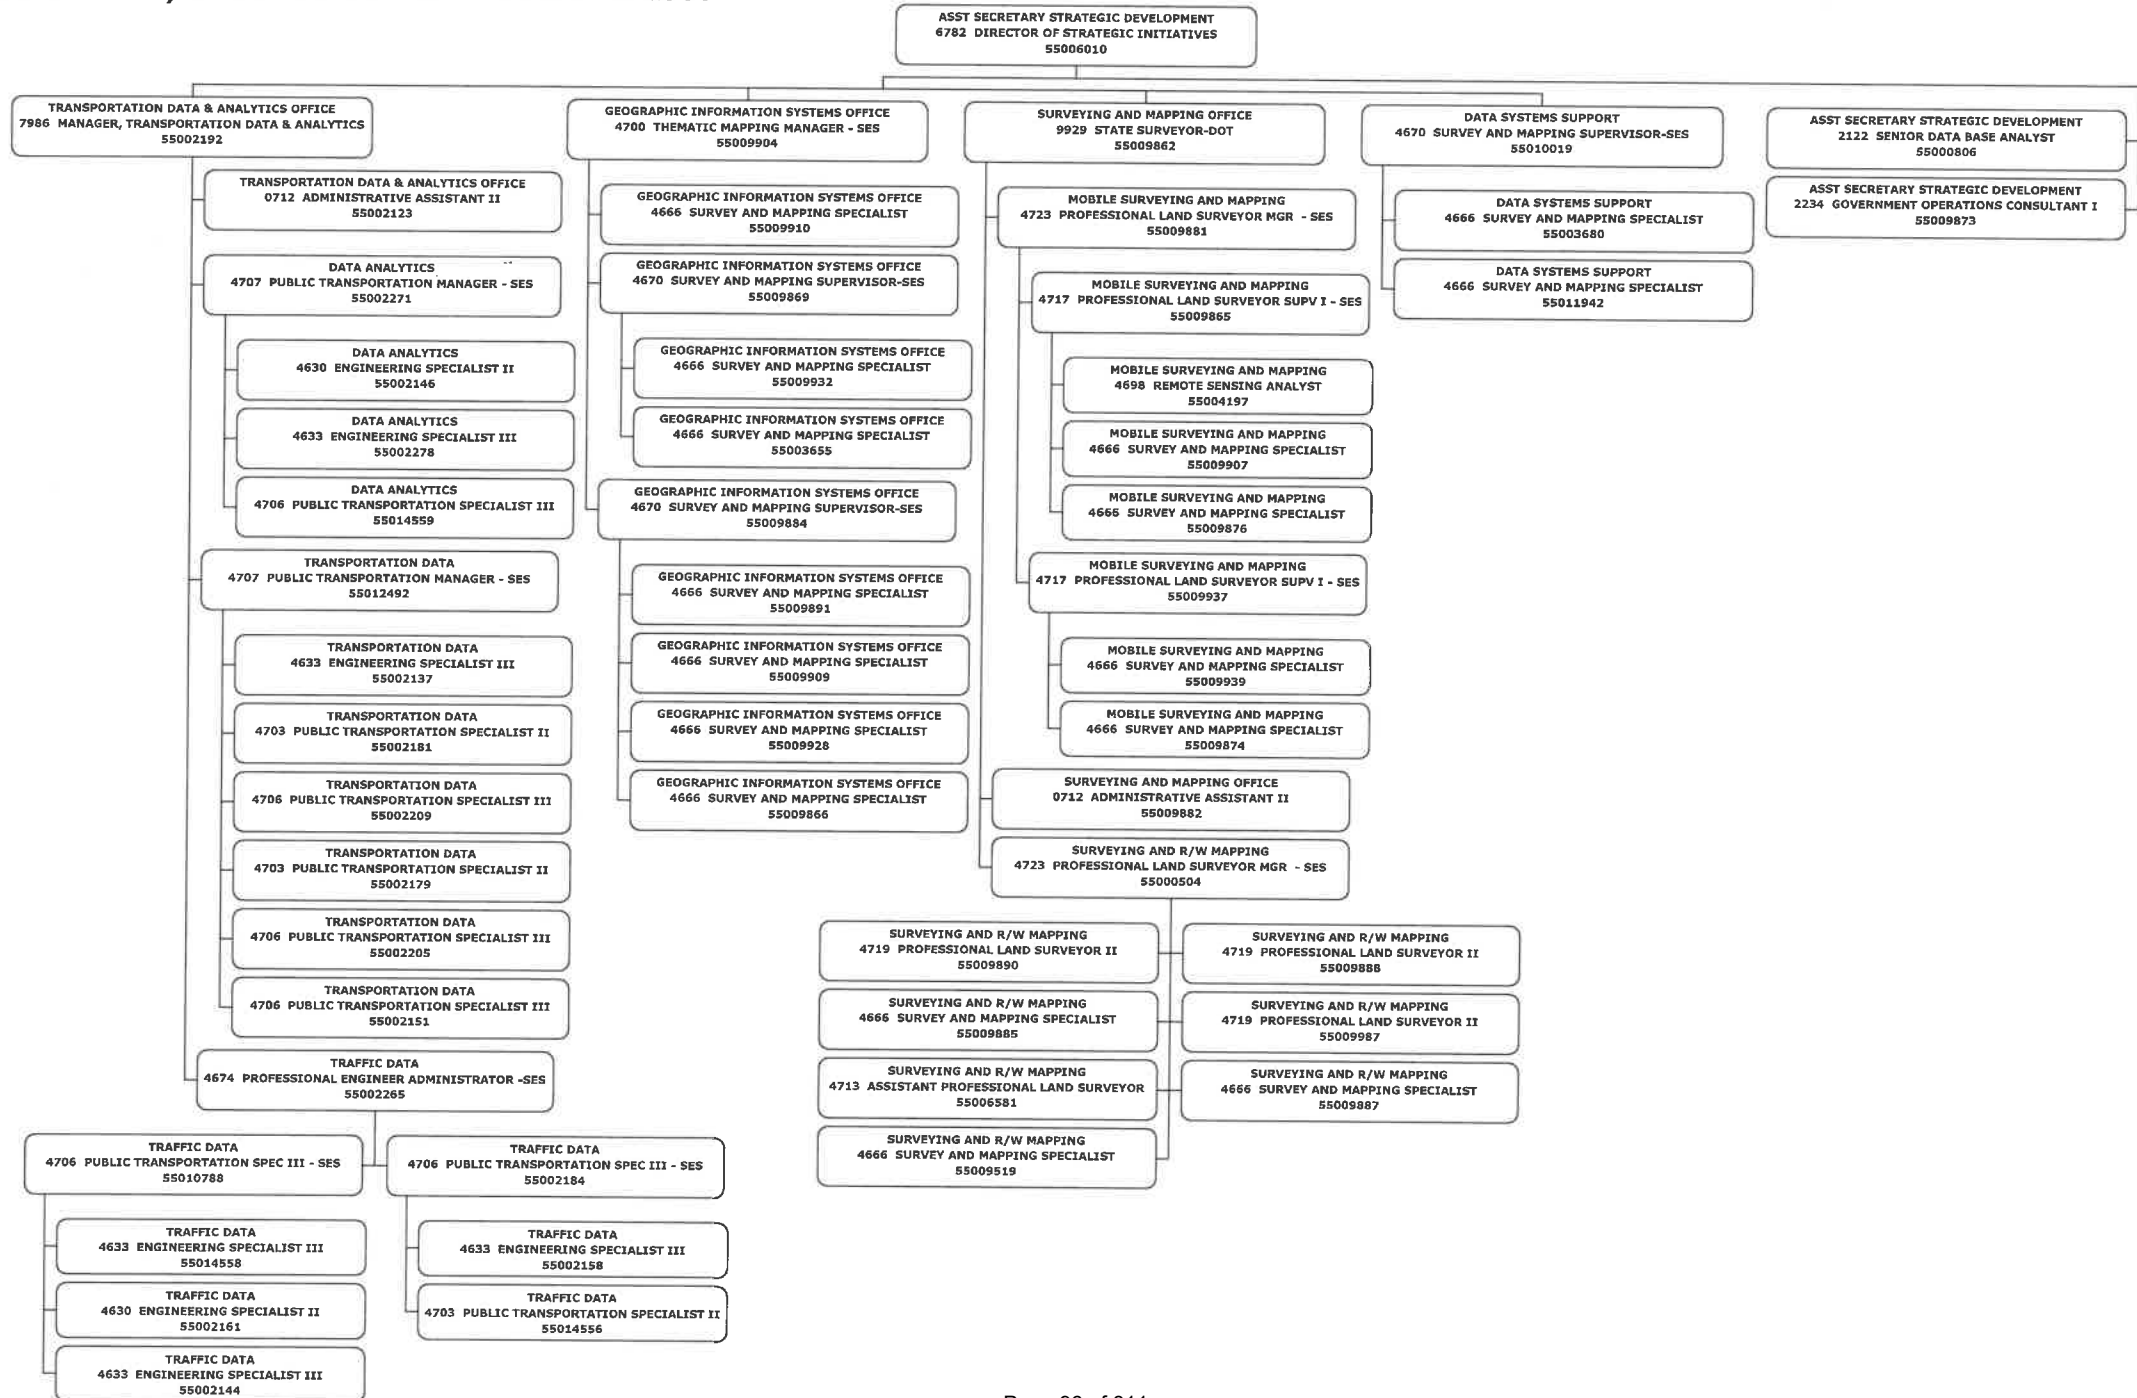 ASST SECRETARY STRATEGIC DEVELOPMENT
6782 DIRECTOR OF STRATEGIC INITIATIVES
55006010
TRANSPORTATION DATA & ANALYTICS OFFICE
7986 MANAGER, TRANSPORTATION DATA & ANALYTICS
55002192
TRANSPORTATION DATA & ANALYTICS OFFICE
0712 ADMINISTRATIVE ASSISTANT II
55002123
DATA ANALYTICS
4707 PUBLIC TRANSPORTATION MANAGER - SES
55002271
DATA ANALYTICS
4630 ENGINEERING SPECIALIST II
55002146
DATA ANALYTICS
4633 ENGINEERING SPECIALIST III
55002278
DATA ANALYTICS
4706 PUBLIC TRANSPORTATION SPECIALIST III
55014559
TRANSPORTATION DATA
4707 PUBLIC TRANSPORTATION MANAGER - SES
55012492
TRANSPORTATION DATA
4633 ENGINEERING SPECIALIST III
55002137
TRANSPORTATION DATA
4703 PUBLIC TRANSPORTATION SPECIALIST II
55002181
TRANSPORTATION DATA
4706 PUBLIC TRANSPORTATION SPECIALIST III
55002209
TRANSPORTATION DATA
4703 PUBLIC TRANSPORTATION SPECIALIST II
55002179
TRANSPORTATION DATA
4706 PUBLIC TRANSPORTATION SPECIALIST III
55002205
TRANSPORTATION DATA
4706 PUBLIC TRANSPORTATION SPECIALIST III
55002151
TRAFFIC DATA
4674 PROFESSIONAL ENGINEER ADMINISTRATOR -SES
55002265
TRAFFIC DATA
4706 PUBLIC TRANSPORTATION SPEC III - SES
55010788
TRAFFIC DATA
4633 ENGINEERING SPECIALIST III
55014558
TRAFFIC DATA
4630 ENGINEERING SPECIALIST II
55002161
TRAFFIC DATA
4633 ENGINEERING SPECIALIST III
55002144
TRAFFIC DATA
4706 PUBLIC TRANSPORTATION SPEC III - SES
55002184
TRAFFIC DATA
4633 ENGINEERING SPECIALIST III
55002158
TRAFFIC DATA
4703 PUBLIC TRANSPORTATION SPECIALIST II
55014556
GEOGRAPHIC INFORMATION SYSTEMS OFFICE
4700 THEMATIC MAPPING MANAGER - SES
55009904
GEOGRAPHIC INFORMATION SYSTEMS OFFICE
4666 SURVEY AND MAPPING SPECIALIST
55009910
GEOGRAPHIC INFORMATION SYSTEMS OFFICE
4670 SURVEY AND MAPPING SUPERVISOR-SES
55009869
GEOGRAPHIC INFORMATION SYSTEMS OFFICE
4666 SURVEY AND MAPPING SPECIALIST
55009932
GEOGRAPHIC INFORMATION SYSTEMS OFFICE
4666 SURVEY AND MAPPING SPECIALIST
55003655
GEOGRAPHIC INFORMATION SYSTEMS OFFICE
4670 SURVEY AND MAPPING SUPERVISOR-SES
55009884
GEOGRAPHIC INFORMATION SYSTEMS OFFICE
4666 SURVEY AND MAPPING SPECIALIST
55009891
GEOGRAPHIC INFORMATION SYSTEMS OFFICE
4666 SURVEY AND MAPPING SPECIALIST
55009909
GEOGRAPHIC INFORMATION SYSTEMS OFFICE
4666 SURVEY AND MAPPING SPECIALIST
55009928
GEOGRAPHIC INFORMATION SYSTEMS OFFICE
4666 SURVEY AND MAPPING SPECIALIST
55009866
SURVEYING AND MAPPING OFFICE
9929 STATE SURVEYOR-DOT
55009862
MOBILE SURVEYING AND MAPPING
4723 PROFESSIONAL LAND SURVEYOR MGR - SES
55009881
MOBILE SURVEYING AND MAPPING
4717 PROFESSIONAL LAND SURVEYOR SUPV I - SES
55009865
MOBILE SURVEYING AND MAPPING
4698 REMOTE SENSING ANALYST
55004197
MOBILE SURVEYING AND MAPPING
4666 SURVEY AND MAPPING SPECIALIST
55009907
MOBILE SURVEYING AND MAPPING
4666 SURVEY AND MAPPING SPECIALIST
55009876
MOBILE SURVEYING AND MAPPING
4717 PROFESSIONAL LAND SURVEYOR SUPV I - SES
55009937
MOBILE SURVEYING AND MAPPING
4666 SURVEY AND MAPPING SPECIALIST
55009939
MOBILE SURVEYING AND MAPPING
4666 SURVEY AND MAPPING SPECIALIST
55009874
SURVEYING AND MAPPING OFFICE
0712 ADMINISTRATIVE ASSISTANT II
55009882
SURVEYING AND R/W MAPPING
4723 PROFESSIONAL LAND SURVEYOR MGR - SES
55000504
SURVEYING AND R/W MAPPING
4719 PROFESSIONAL LAND SURVEYOR II
55009890
SURVEYING AND R/W MAPPING
4719 PROFESSIONAL LAND SURVEYOR II
55009888
SURVEYING AND R/W MAPPING
4666 SURVEY AND MAPPING SPECIALIST
55009885
SURVEYING AND R/W MAPPING
4719 PROFESSIONAL LAND SURVEYOR II
55009987
SURVEYING AND R/W MAPPING
4713 ASSISTANT PROFESSIONAL LAND SURVEYOR
55006581
SURVEYING AND R/W MAPPING
4666 SURVEY AND MAPPING SPECIALIST
55009887
SURVEYING AND R/W MAPPING
4666 SURVEY AND MAPPING SPECIALIST
55009519
DATA SYSTEMS SUPPORT
4670 SURVEY AND MAPPING SUPERVISOR-SES
55010019
DATA SYSTEMS SUPPORT
4666 SURVEY AND MAPPING SPECIALIST
55003680
DATA SYSTEMS SUPPORT
4666 SURVEY AND MAPPING SPECIALIST
55011942
ASST SECRETARY STRATEGIC DEVELOPMENT
2122 SENIOR DATA BASE ANALYST
55000806
ASST SECRETARY STRATEGIC DEVELOPMENT
2234 GOVERNMENT OPERATIONS CONSULTANT I
55009873